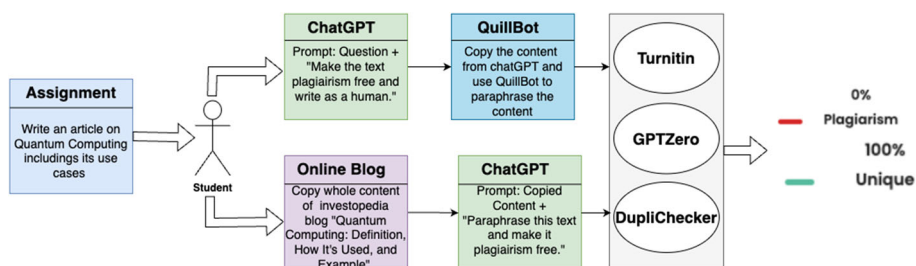 Assignment
Write an article on
Quantum Computing
includings its use
cases
Student
ChatGPT
Prompt: Question +
"Make the text
plagiairism free and
write as a human."
QuillBot
Copy the content
from chatGPT and
use QuillBot to
paraphrase the
content
Online Blog
Copy whole content
of investopedia
blog "Quantum
Computing: Definition,
How It's Used, and
Example"
ChatGPT
Prompt: Copied
Content +
"Paraphrase this text
and make it
plagiairism free."
Turnitin
GPTZero
DupliChecker
0%
Plagiarism
100%
Unique